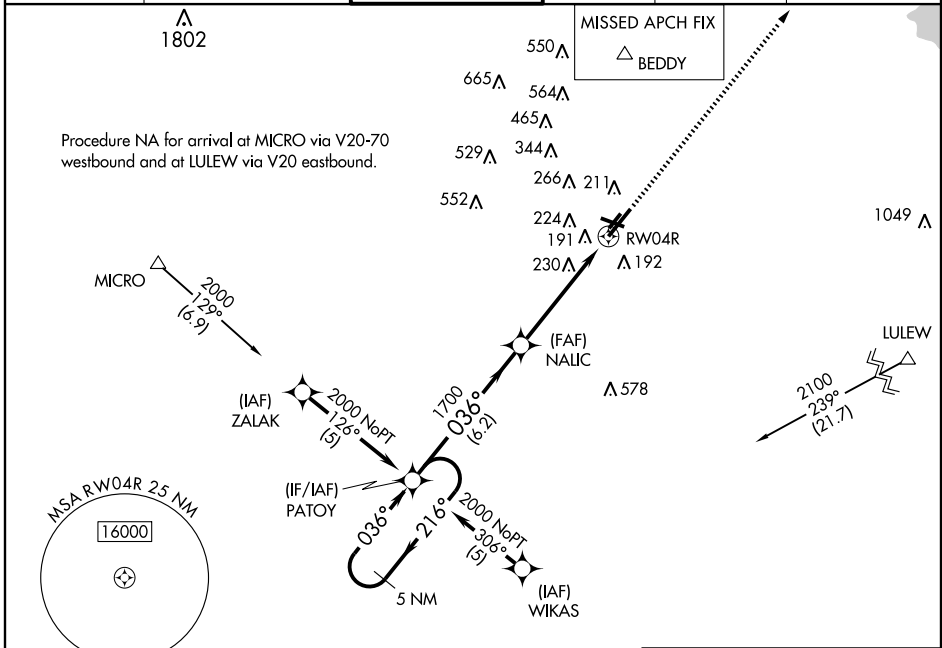 1802
MISSED APCH FIX
BEDDY
550
665
564
465
529
344
266
211
552
224
191
RW04R
230
192
1049
Procedure NA for arrival at MICRO via V20-70
westbound and at LULEW via V20 eastbound.
MICRO
2000
129°
(6.9)
(FAF)
NALIC
LULEW
578
2100
239°
(21.7)
(IAF)
ZALAK
2000 NoPT
126°
(5)
1700
036°
(6.2)
(IF/IAF)
PATOY
036°
216°
2000 NoPT
306°
(5)
5 NM
(IAF)
WIKAS
MSA RW04R 25 NM
16000